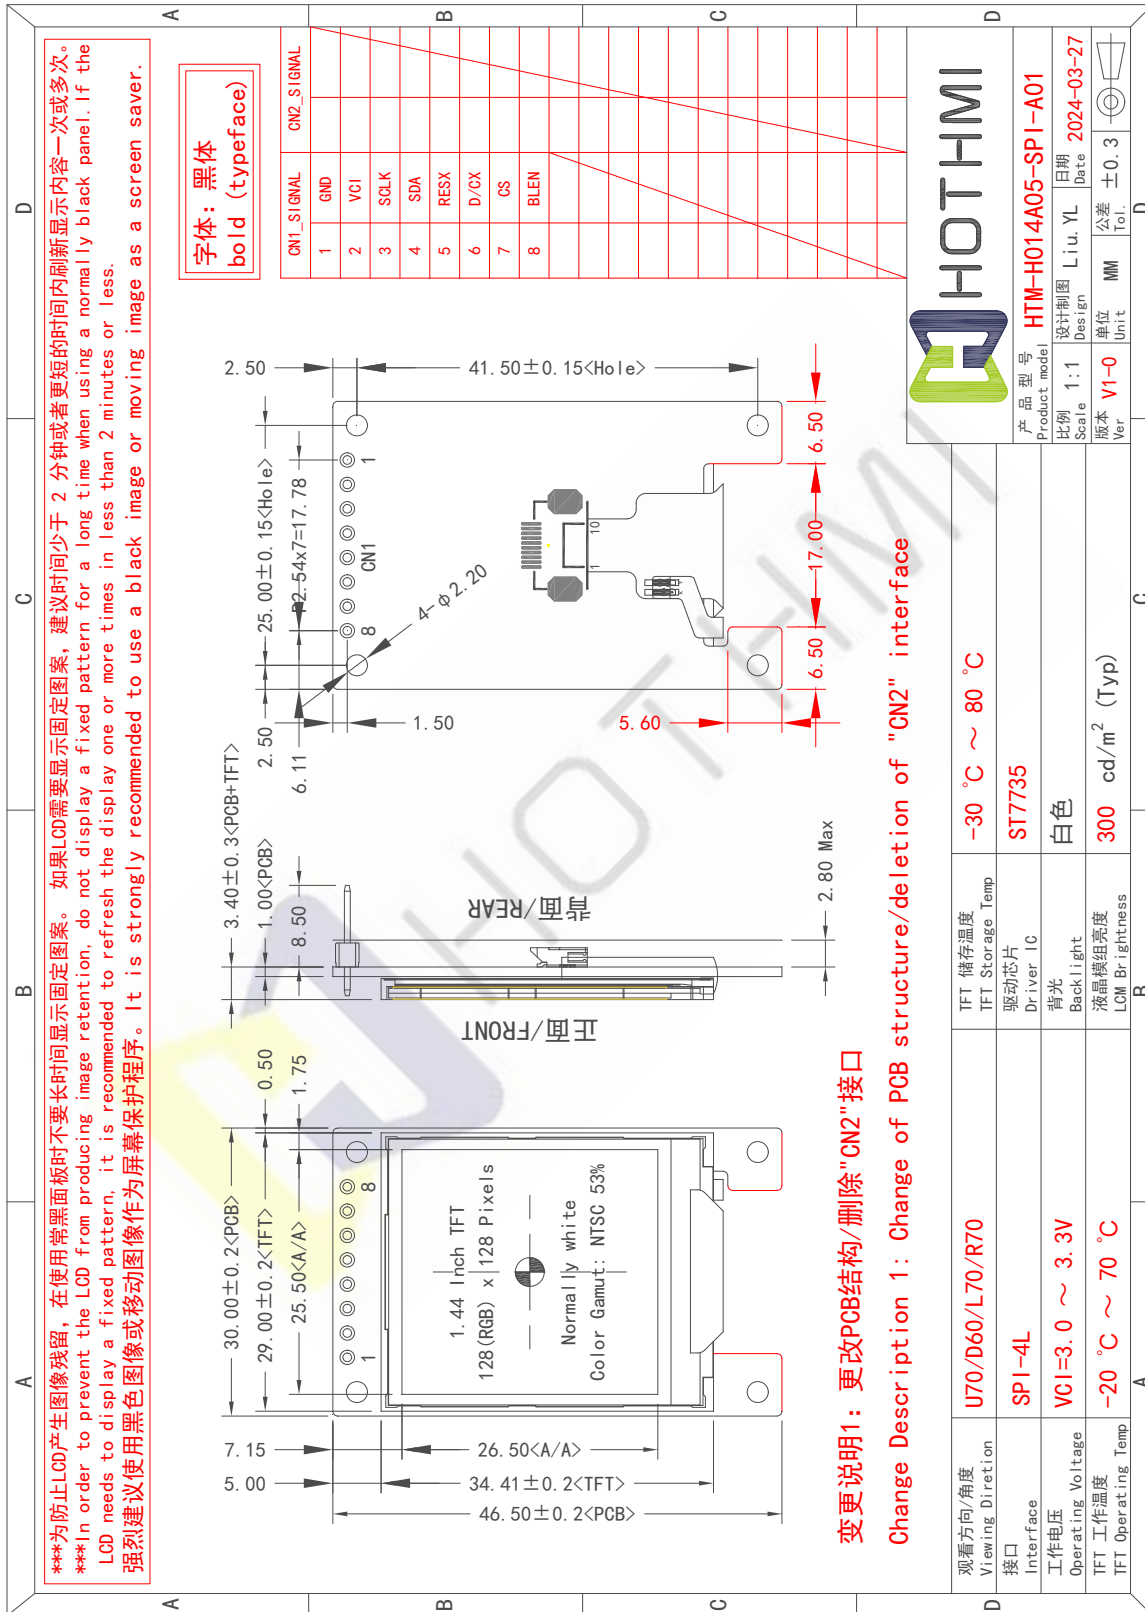 ***为防止LCD产生图像残留，在使用常黑面板时不要长时间显示固定图案。 如果LCD需要显示固定图案，建议时间少于 2 分钟或者更短的时间内刷新显示内容一次或多次。
***In order to prevent the LCD from producing image retention, do not display a fixed pattern for a long time when using a normally black panel. If the
LCD needs to display a fixed pattern, it is recommended to refresh the display one or more times in less than 2 minutes or less.
强烈建议使用黑色图像或移动图像作为屏幕保护程序。It is strongly recommended to use a black image or moving image as a screen saver.
字体：黑体
bold (typeface)
CN1_SIGNAL CN2_SIGNAL
1 GND
2 VCI
3 SCLK
4 SDA
5 RESX
6 D/CX
7 CS
8 BLEN
30.00±0.2<PCB>
29.00±0.2<TFT>
25.50<A/A>
0.50
1.75
1 8
7.15
5.00
26.50<A/A>
34.41±0.2<TFT>
46.50±0.2<PCB>
1.44 Inch TFT
128(RGB) x 128 Pixels
Normally white
Color Gamut: NTSC 53%
3.40±0.3<PCB+TFT>
1.00<PCB>
8.50
正面/FRONT
背面/REAR
2.80 Max
2.50
25.00±0.15<Hole>
P2.54x7=17.78
6.11
1.50
8 CN1 1
4-φ2.20
2.50
41.50±0.15<Hole>
1 10
5.60
6.50
17.00
6.50
变更说明1：更改PCB结构/删除"CN2"接口
Change Description 1: Change of PCB structure/deletion of "CN2" interface
观看方向/角度
Viewing Diretion
U70/D60/L70/R70
接口
Interface
SPI-4L
工作电压
Operating Voltage
VCI=3.0 ～ 3.3V
TFT 工作温度
TFT Operating Temp
-20 ℃ ～ 70 ℃
TFT 储存温度
TFT Storage Temp
-30 ℃ ～ 80 ℃
驱动芯片
Driver IC
ST7735
背光
Backlight
白色
液晶模组亮度
LCM Brightness
300 cd/m² (Typ)
HOTHMI
产品型号
Product model
HTM-H014A05-SPI-A01
比例
Scale
1:1
设计制图
Design
Liu.YL
日期
Date
2024-03-27
版本
Ver
V1-0
单位
Unit
MM
公差
Tol.
±0.3
A B C D
A B C D
A B C D
A B C D
HOTHMI